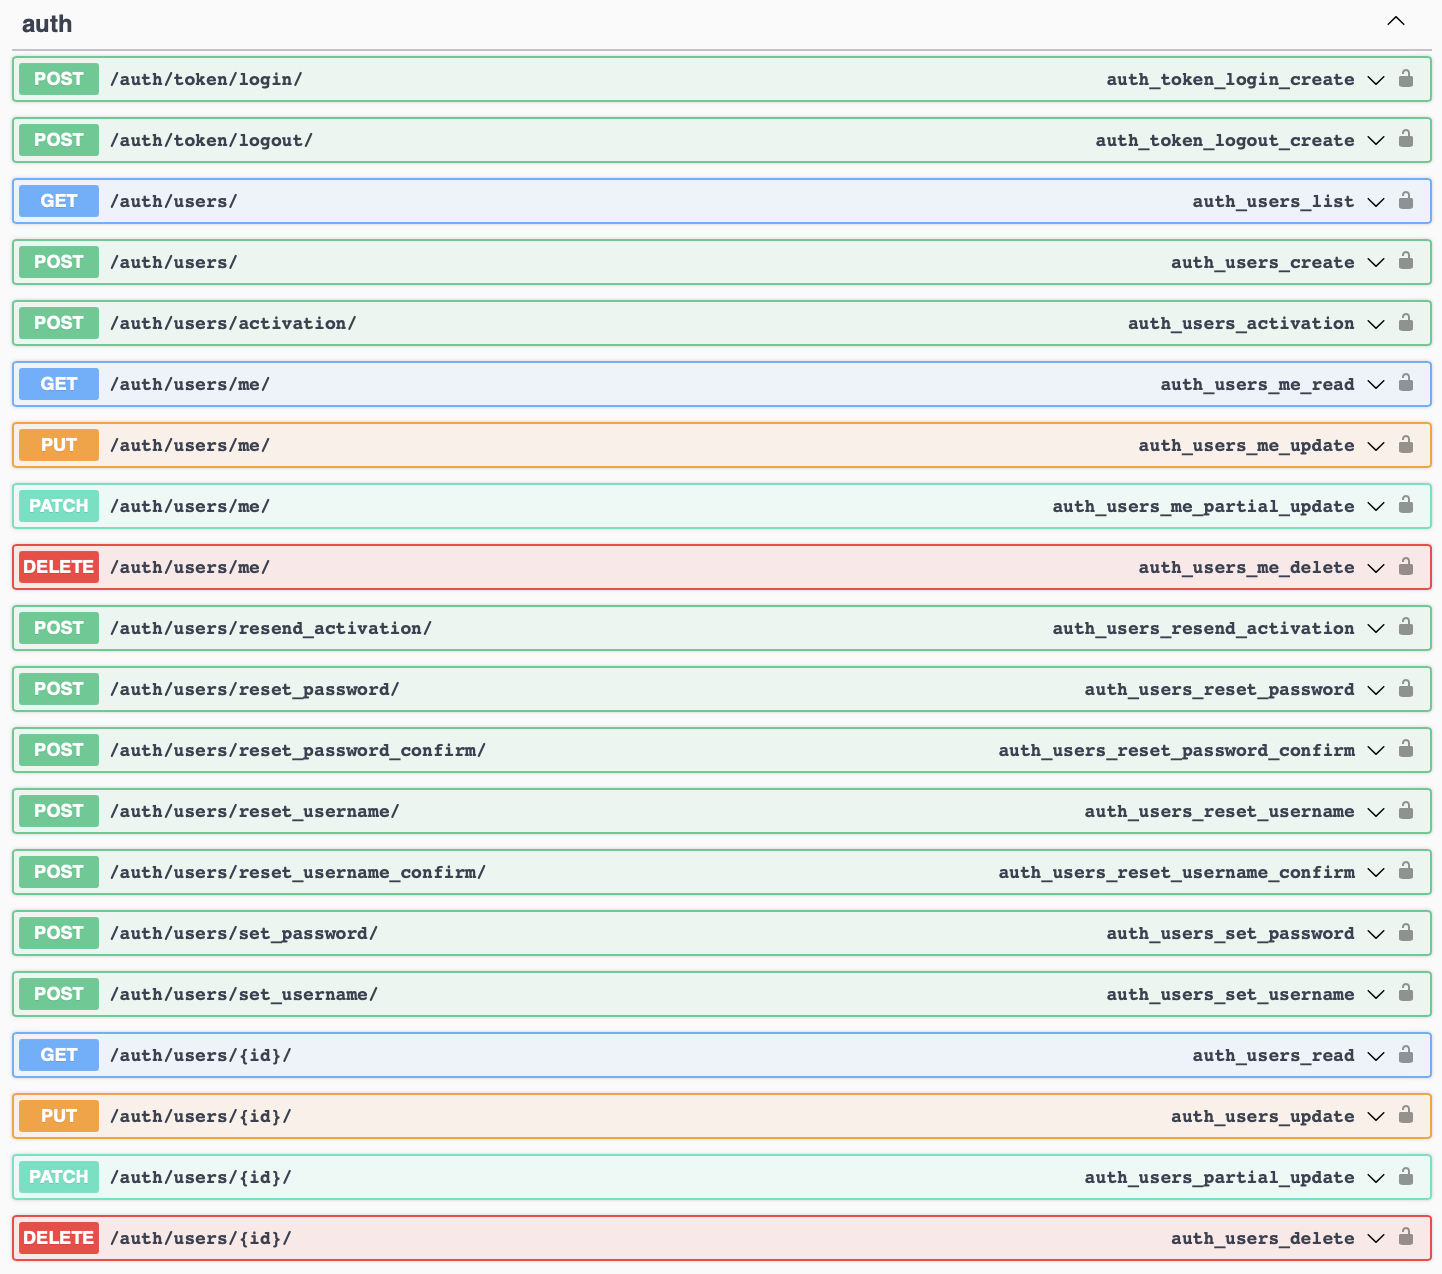 auth
POST /auth/token/login/ auth_token_login_create
POST /auth/token/logout/ auth_token_logout_create
GET /auth/users/ auth_users_list
POST /auth/users/ auth_users_create
POST /auth/users/activation/ auth_users_activation
GET /auth/users/me/ auth_users_me_read
PUT /auth/users/me/ auth_users_me_update
PATCH /auth/users/me/ auth_users_me_partial_update
DELETE /auth/users/me/ auth_users_me_delete
POST /auth/users/resend_activation/ auth_users_resend_activation
POST /auth/users/reset_password/ auth_users_reset_password
POST /auth/users/reset_password_confirm/ auth_users_reset_password_confirm
POST /auth/users/reset_username/ auth_users_reset_username
POST /auth/users/reset_username_confirm/ auth_users_reset_username_confirm
POST /auth/users/set_password/ auth_users_set_password
POST /auth/users/set_username/ auth_users_set_username
GET /auth/users/{id}/ auth_users_read
PUT /auth/users/{id}/ auth_users_update
PATCH /auth/users/{id}/ auth_users_partial_update
DELETE /auth/users/{id}/ auth_users_delete